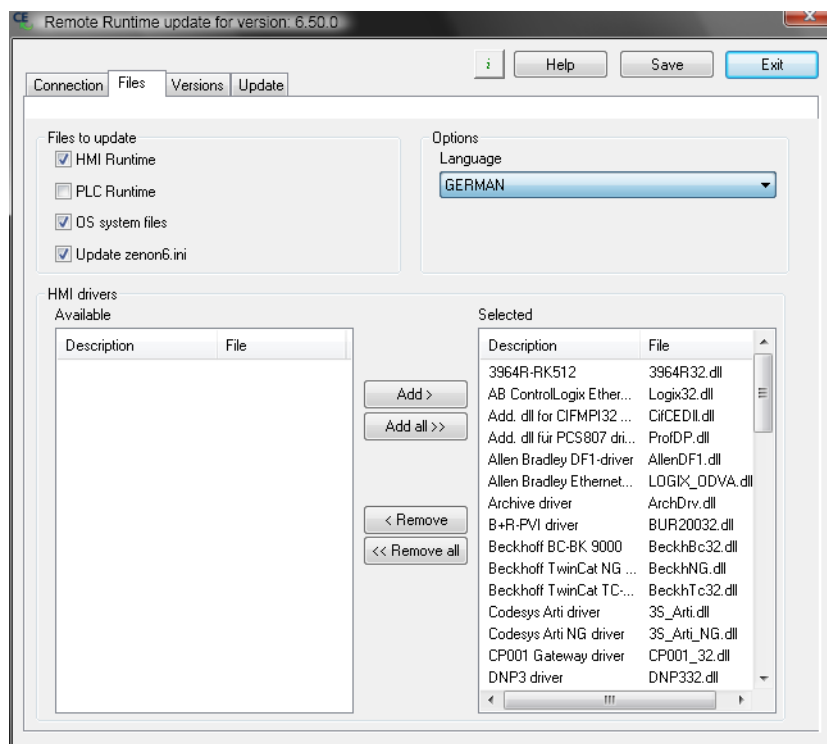 CE Remote Runtime update for version: 6.50.0
i Help Save Exit
Connection Files Versions Update
Files to update
HMI Runtime
PLC Runtime
OS system files
Update zenon6.ini
Options
Language
GERMAN
HMI drivers
Available
Description File
Add >
Add all >>
< Remove
<< Remove all
Selected
Description File
3964R-RK512 3964R32.dll
AB ControlLogix Ether... Logix32.dll
Add. dll for CIFMPI32 ... CifCEDll.dll
Add. dll für PCS807 dri... ProfDP.dll
Allen Bradley DF1-driver AllenDF1.dll
Allen Bradley Ethernet... LOGIX_ODVA.dll
Archive driver ArchDrv.dll
B+R-PVI driver BUR20032.dll
Beckhoff BC-BK 9000 BeckhBc32.dll
Beckhoff TwinCat NG ... BeckhNG.dll
Beckhoff TwinCat TC-... BeckhTc32.dll
Codesys Arti driver 3S_Arti.dll
Codesys Arti NG driver 3S_Arti_NG.dll
CP001 Gateway driver CP001_32.dll
DNP3 driver DNP332.dll